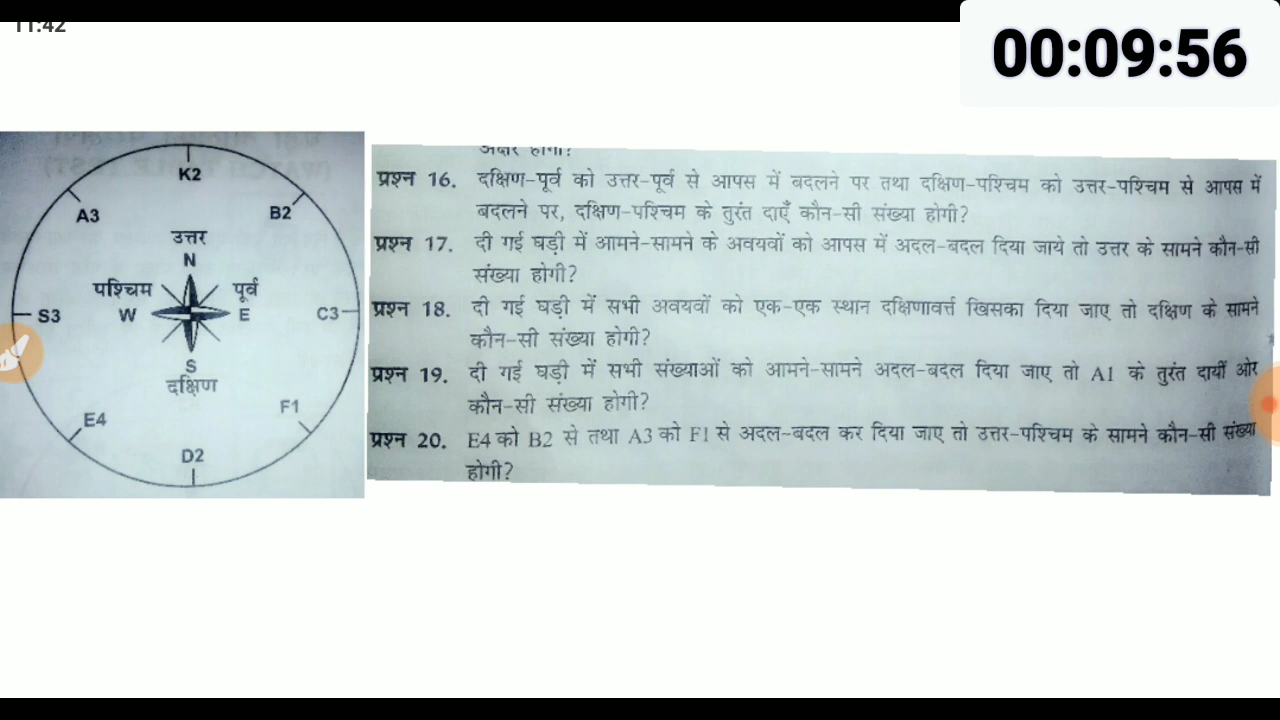 11:42
00:09:56
K2
A3
B2
उत्तर
N
पश्चिम
पूर्व
S3
W
E
C3
S
दक्षिण
F1
E4
D2
अक्षर होगी?
प्रश्न 16. दक्षिण-पूर्व को उत्तर-पूर्व से आपस में बदलने पर तथा दक्षिण-पश्चिम को उत्तर-पश्चिम से आपस में
बदलने पर, दक्षिण-पश्चिम के तुरंत दाएँ कौन-सी संख्या होगी?
प्रश्न 17. दी गई घड़ी में आमने-सामने के अवयवों को आपस में अदल-बदल दिया जाये तो उत्तर के सामने कौन-सी
संख्या होगी?
प्रश्न 18. दी गई घड़ी में सभी अवयवों को एक-एक स्थान दक्षिणावर्त्त खिसका दिया जाए तो दक्षिण के सामने
कौन-सी संख्या होगी?
प्रश्न 19. दी गई घड़ी में सभी संख्याओं को आमने-सामने अदल-बदल दिया जाए तो A1 के तुरंत दायीं ओर
कौन-सी संख्या होगी?
प्रश्न 20. E4 को B2 से तथा A3 को F1 से अदल-बदल कर दिया जाए तो उत्तर-पश्चिम के सामने कौन-सी संख्या
होगी?